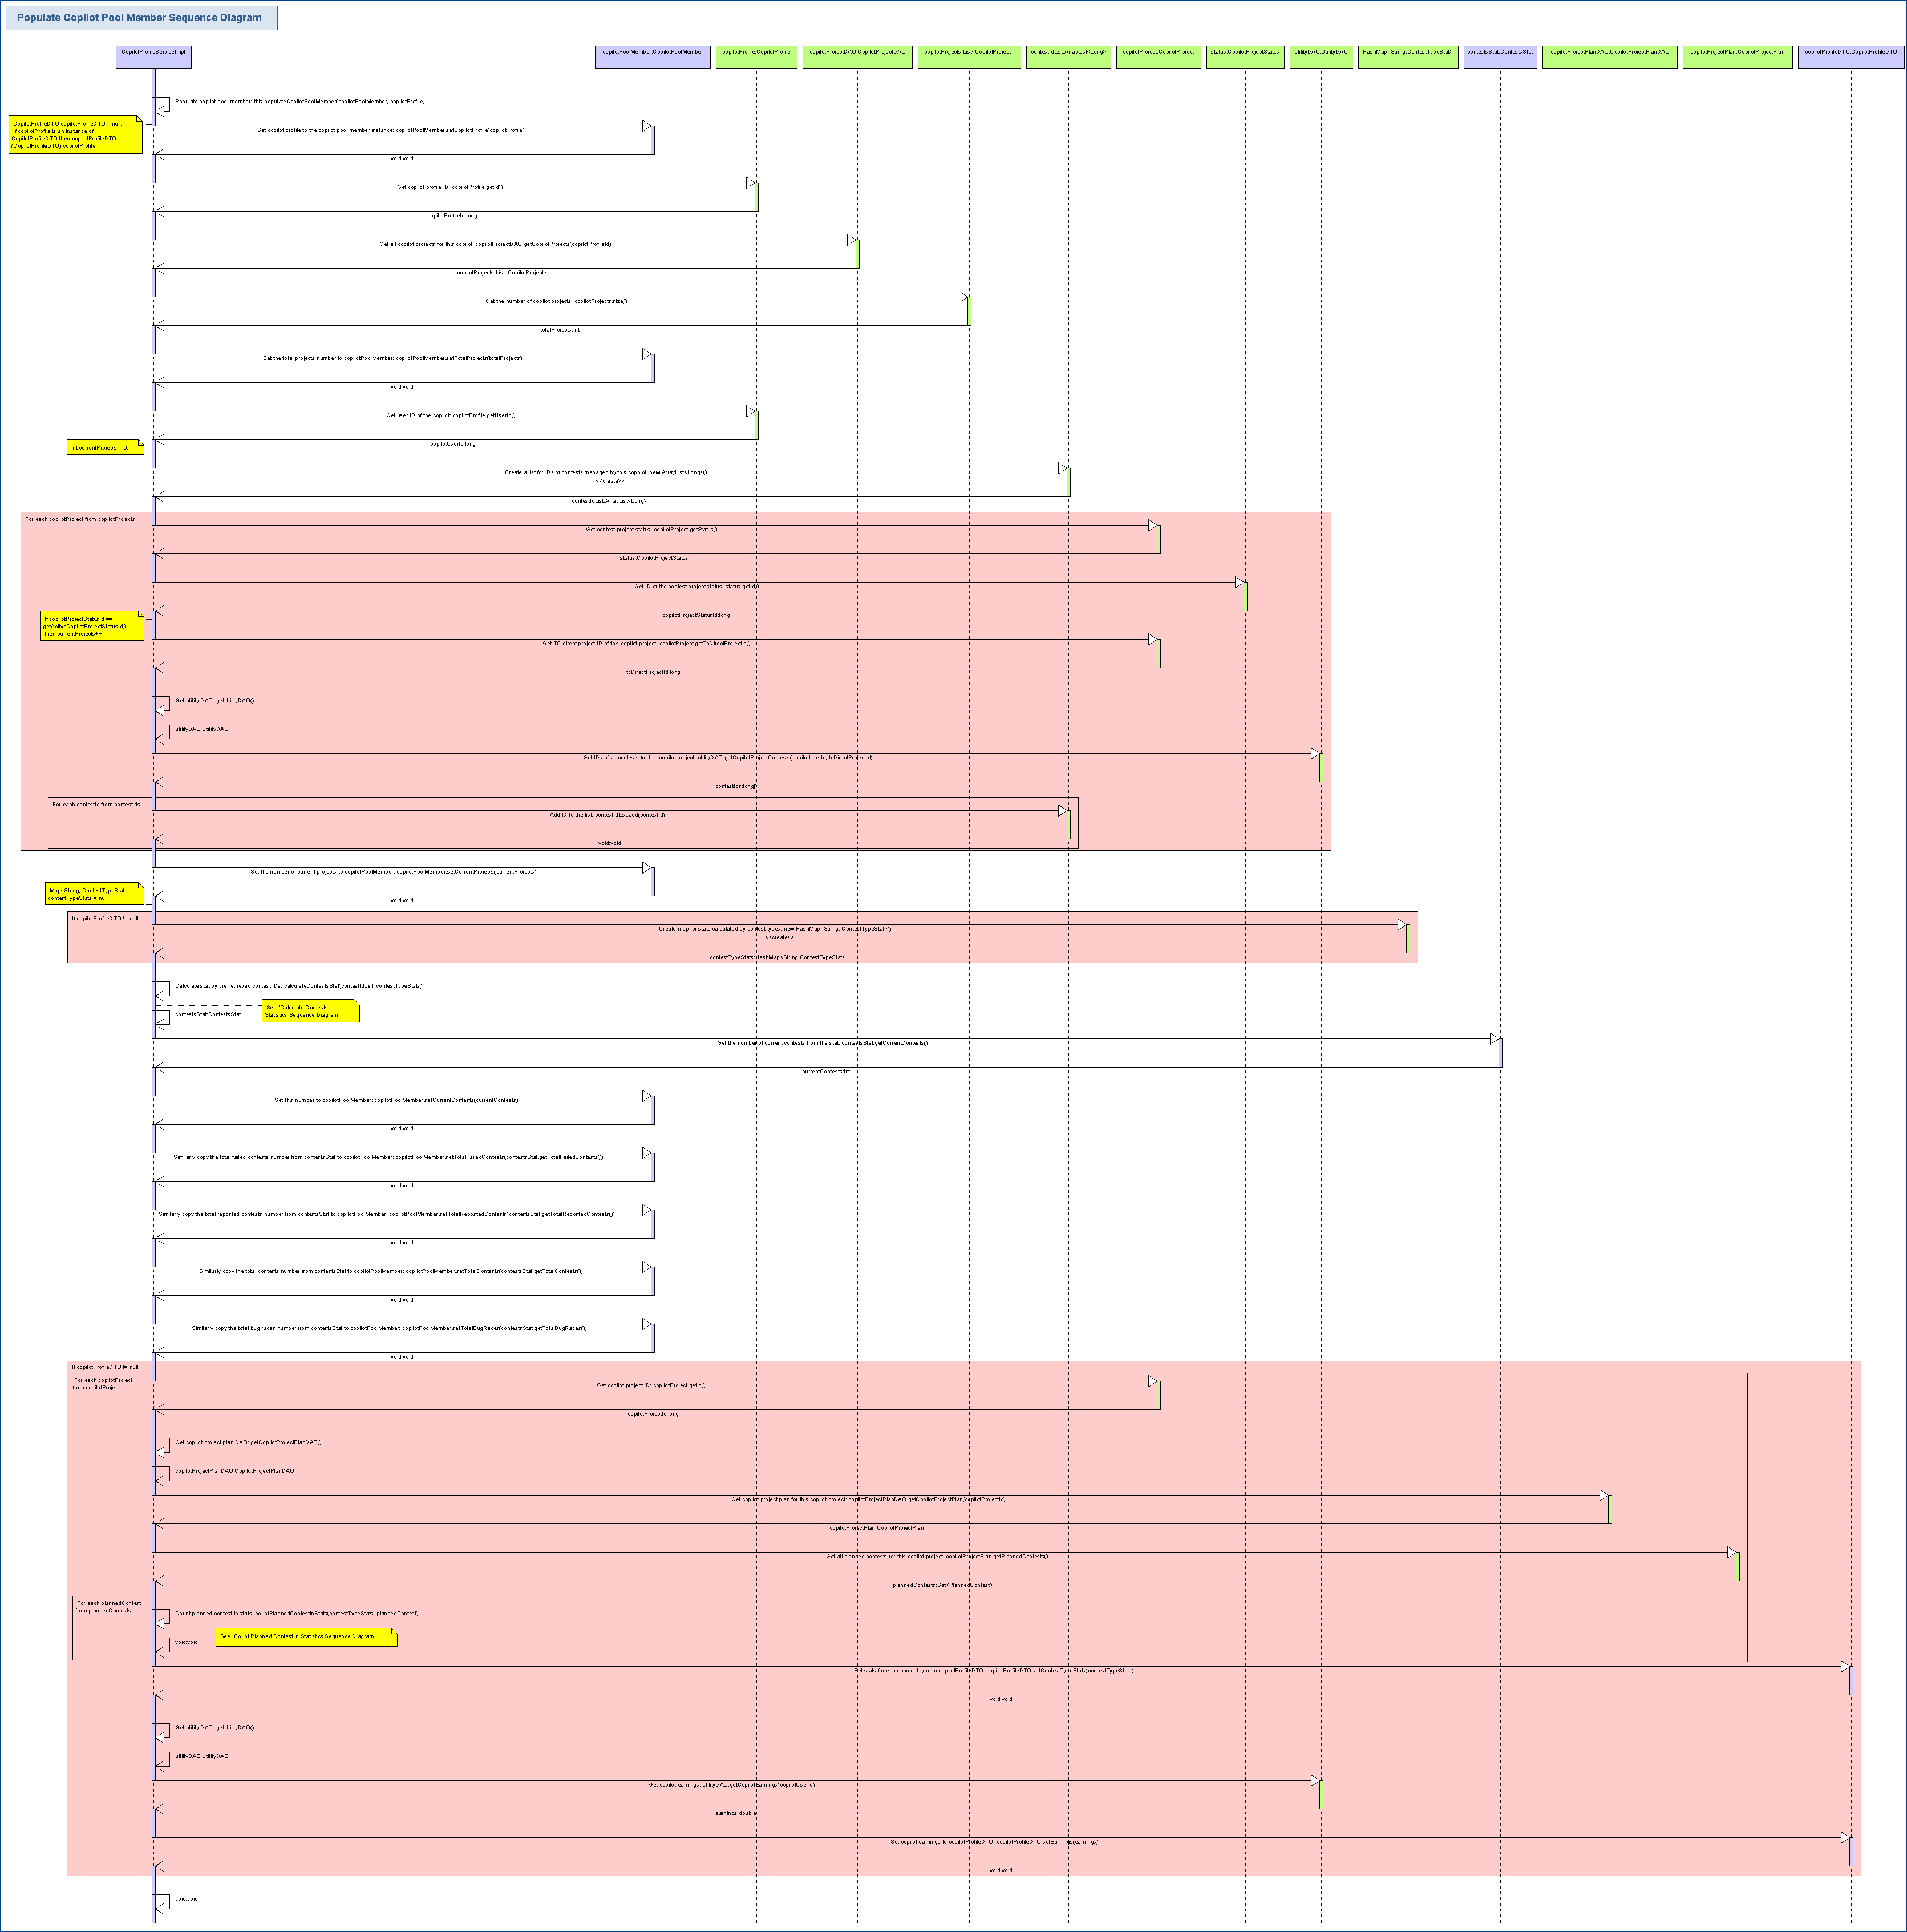 Populate Copilot Pool Member Sequence Diagram
CopilotProfileServiceImpl
copilotPoolMember:CopilotPoolMember
copilotProfile:CopilotProfile
copilotProjectDAO:CopilotProjectDAO
copilotProjects:List<CopilotProject>
contestIdList:ArrayList<Long>
copilotProject:CopilotProject
status:CopilotProjectStatus
utilityDAO:UtilityDAO
HashMap<String,ContestTypeStat>
contestsStat:ContestsStat
copilotProjectPlanDAO:CopilotProjectPlanDAO
copilotProjectPlan:CopilotProjectPlan
copilotProfileDTO:CopilotProfileDTO
Populate copilot pool member: this.populateCopilotPoolMember(copilotPoolMember, copilotProfile)
CopilotProfileDTO copilotProfileDTO = null;
If copilotProfile is an instance of
CopilotProfileDTO then copilotProfileDTO =
(CopilotProfileDTO) copilotProfile;
Set copilot profile to the copilot pool member instance: copilotPoolMember.setCopilotProfile(copilotProfile)
void:void
Get copilot profile ID: copilotProfile.getId()
copilotProfileId:long
Get all copilot projects for this copilot: copilotProjectDAO.getCopilotProjects(copilotProfileId)
copilotProjects:List<CopilotProject>
Get the number of copilot projects: copilotProjects.size()
totalProjects:int
Set the total projects number to copilotPoolMember: copilotPoolMember.setTotalProjects(totalProjects)
void:void
Get user ID of the copilot: copilotProfile.getUserId()
int currentProjects = 0;
copilotUserId:long
Create a list for IDs of contests managed by this copolot: new ArrayList<Long>()
<<create>>
contestIdList:ArrayList<Long>
For each copilotProject from copilotProjects
Get contest project status: copilotProject.getStatus()
status:CopilotProjectStatus
Get ID of the contest project status: status.getId()
copilotProjectStatusId:long
If copilotProjectStatusId ==
getActiveCopilotProjectStatusId()
then currentProjects++;
Get TC direct project ID of this copilot project: copilotProject.getTcDirectProjectId()
tcDirectProjectId:long
Get utility DAO: getUtilityDAO()
utilityDAO:UtilityDAO
Get IDs of all contests for this copilot project: utilityDAO.getCopilotProjectContests(copilotUserId, tcDirectProjectId)
contestIds:long[]
For each contestId from contestIds
Add ID to the list: contestIdList.add(contestId)
void:void
Set the number of current projects to copilotPoolMember: copilotPoolMember.setCurrentProjects(currentProjects)
Map<String, ContestTypeStat>
contestTypeStats = null;
void:void
If copilotProfileDTO != null
Create map for stats calculated by contest types: new HashMap<String, ContestTypeStat>()
<<create>>
contestTypeStats:HashMap<String,ContestTypeStat>
Calculate stat by the retrieved contest IDs: calculateContestsStat(contestIdList, contestTypeStats)
See "Calculate Contests
Statistics Sequence Diagram"
contestsStat:ContestsStat
Get the number of current contests from the stat: contestsStat.getCurrentContests()
currentContests:int
Set this number to copilotPoolMember: copilotPoolMember.setCurrentContests(currentContests)
void:void
Similarly copy the total failed contests number from contestsStat to copilotPoolMember: copilotPoolMember.setTotalFailedContests(contestsStat.getTotalFailedContests())
void:void
Similarly copy the total reposted contests number from contestsStat to copilotPoolMember: copilotPoolMember.setTotalRepostedContests(contestsStat.getTotalRepostedContests())
void:void
Similarly copy the total contests number from contestsStat to copilotPoolMember: copilotPoolMember.setTotalContests(contestsStat.getTotalContests())
void:void
Similarly copy the total bug races number from contestsStat to copilotPoolMember: copilotPoolMember.setTotalBugRaces(contestsStat.getTotalBugRaces())
void:void
If copilotProfileDTO != null
For each copilotProject
from copilotProjects
Get copilot project ID: copilotProject.getId()
copilotProjectId:long
Get copilot project plan DAO: getCopilotProjectPlanDAO()
copilotProjectPlanDAO:CopilotProjectPlanDAO
Get copilot project plan for this copilot project: copilotProjectPlanDAO.getCopilotProjectPlan(copilotProjectId)
copilotProjectPlan:CopilotProjectPlan
Get all planned contests for this copilot project: copilotProjectPlan.getPlannedContests()
plannedContests:Set<PlannedContest>
For each plannedContest
from plannedContests
Count planned contest in stats: countPlannedContestInStats(contestTypeStats, plannedContest)
See "Count Planned Contest in Statistics Sequence Diagram"
void:void
Set stats for each contest type to copilotProfileDTO: copilotProfileDTO.setContestTypeStats(contestTypeStats)
void:void
Get utility DAO: getUtilityDAO()
utilityDAO:UtilityDAO
Get copilot earnings: utilityDAO.getCopilotEarnings(copilotUserId)
earnings:double
Set copilot earnings to copilotProfileDTO: copilotProfileDTO.setEarnings(earnings)
void:void
void:void